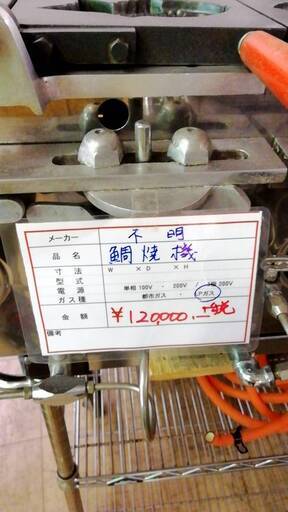 メーカー 不明
品名 鯛焼機
寸法 W × D × H
型式
電源 単相100V ・ 200V / 3相200V
ガス種 都市ガス ・ Pガス
金額 ¥120,000.-+税
備考